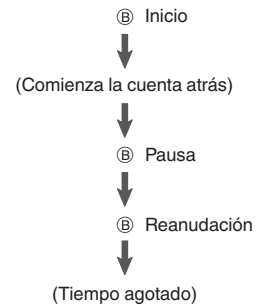 Ⓑ Inicio
(Comienza la cuenta atrás)
Ⓑ Pausa
Ⓑ Reanudación
(Tiempo agotado)